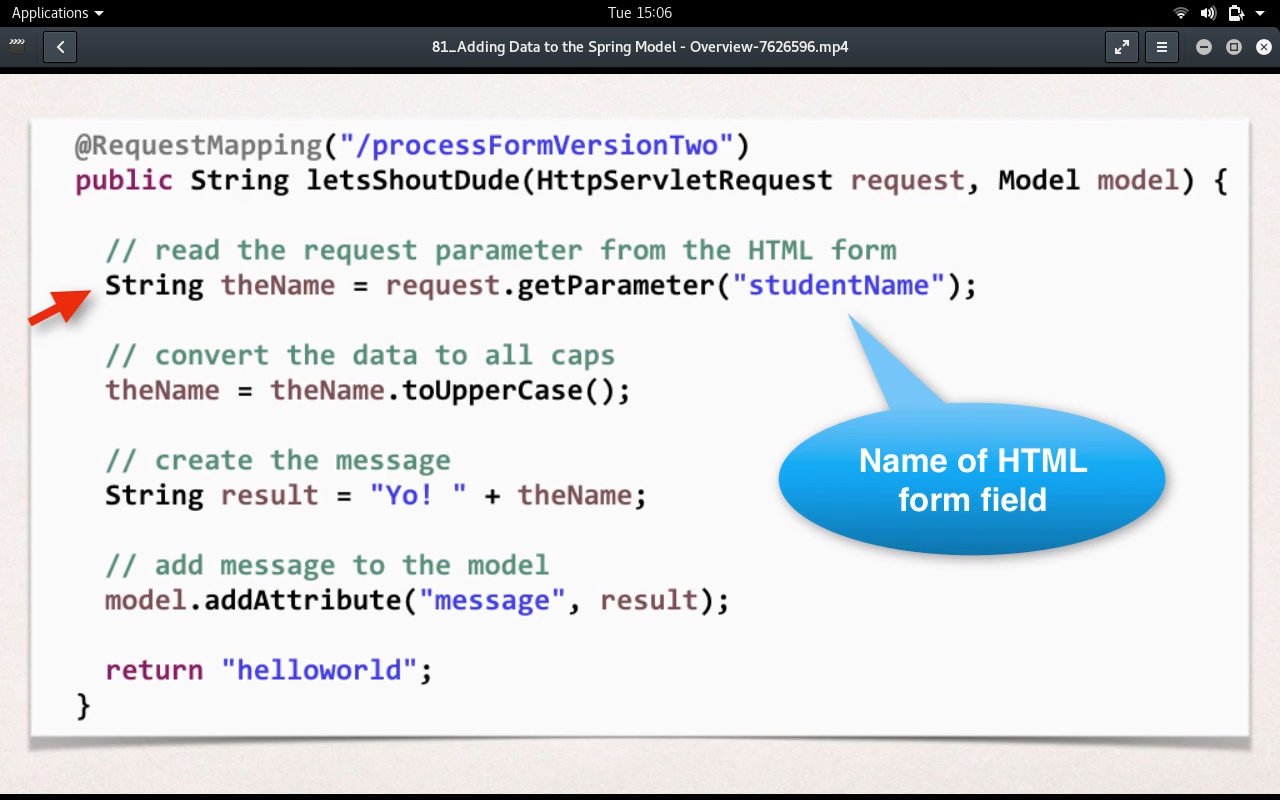 Applications
Tue 15:06
81_Adding Data to the Spring Model - Overview-7626596.mp4
@RequestMapping("/processFormVersionTwo")
public String letsShoutDude(HttpServletRequest request, Model model) {
// read the request parameter from the HTML form
String theName = request.getParameter("studentName");
// convert the data to all caps
theName = theName.toUpperCase();
// create the message
String result = "Yo! " + theName;
// add message to the model
model.addAttribute("message", result);
return "helloworld";
}
Name of HTML
form field